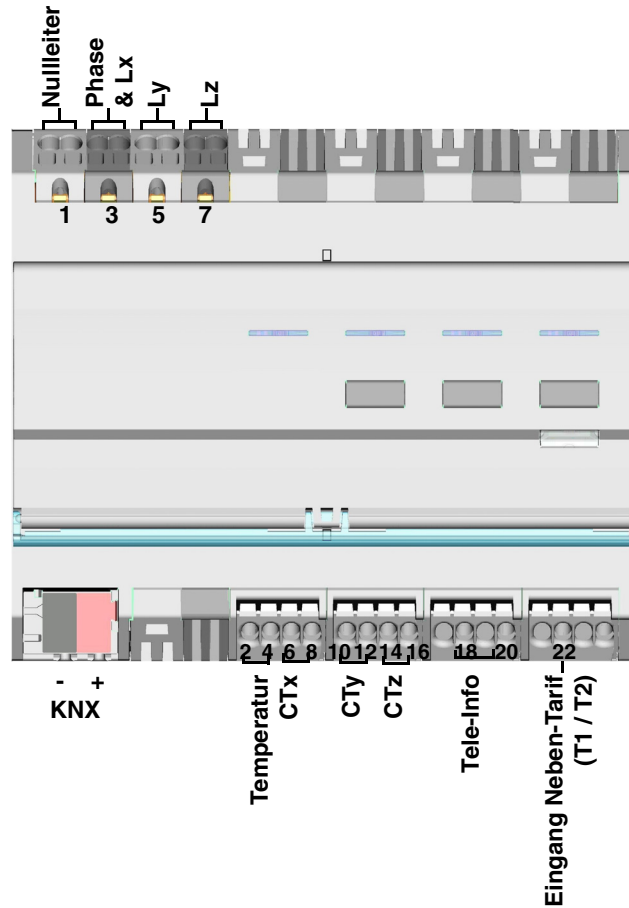 Nullleiter
Phase
& Lx
Ly
Lz
1 3 5 7
2 4 6 8 10 12 14 16 18 20 22
- +
KNX
Temperatur
CTx
CTy
CTz
Tele-Info
Eingang Neben-Tarif
(T1 / T2)